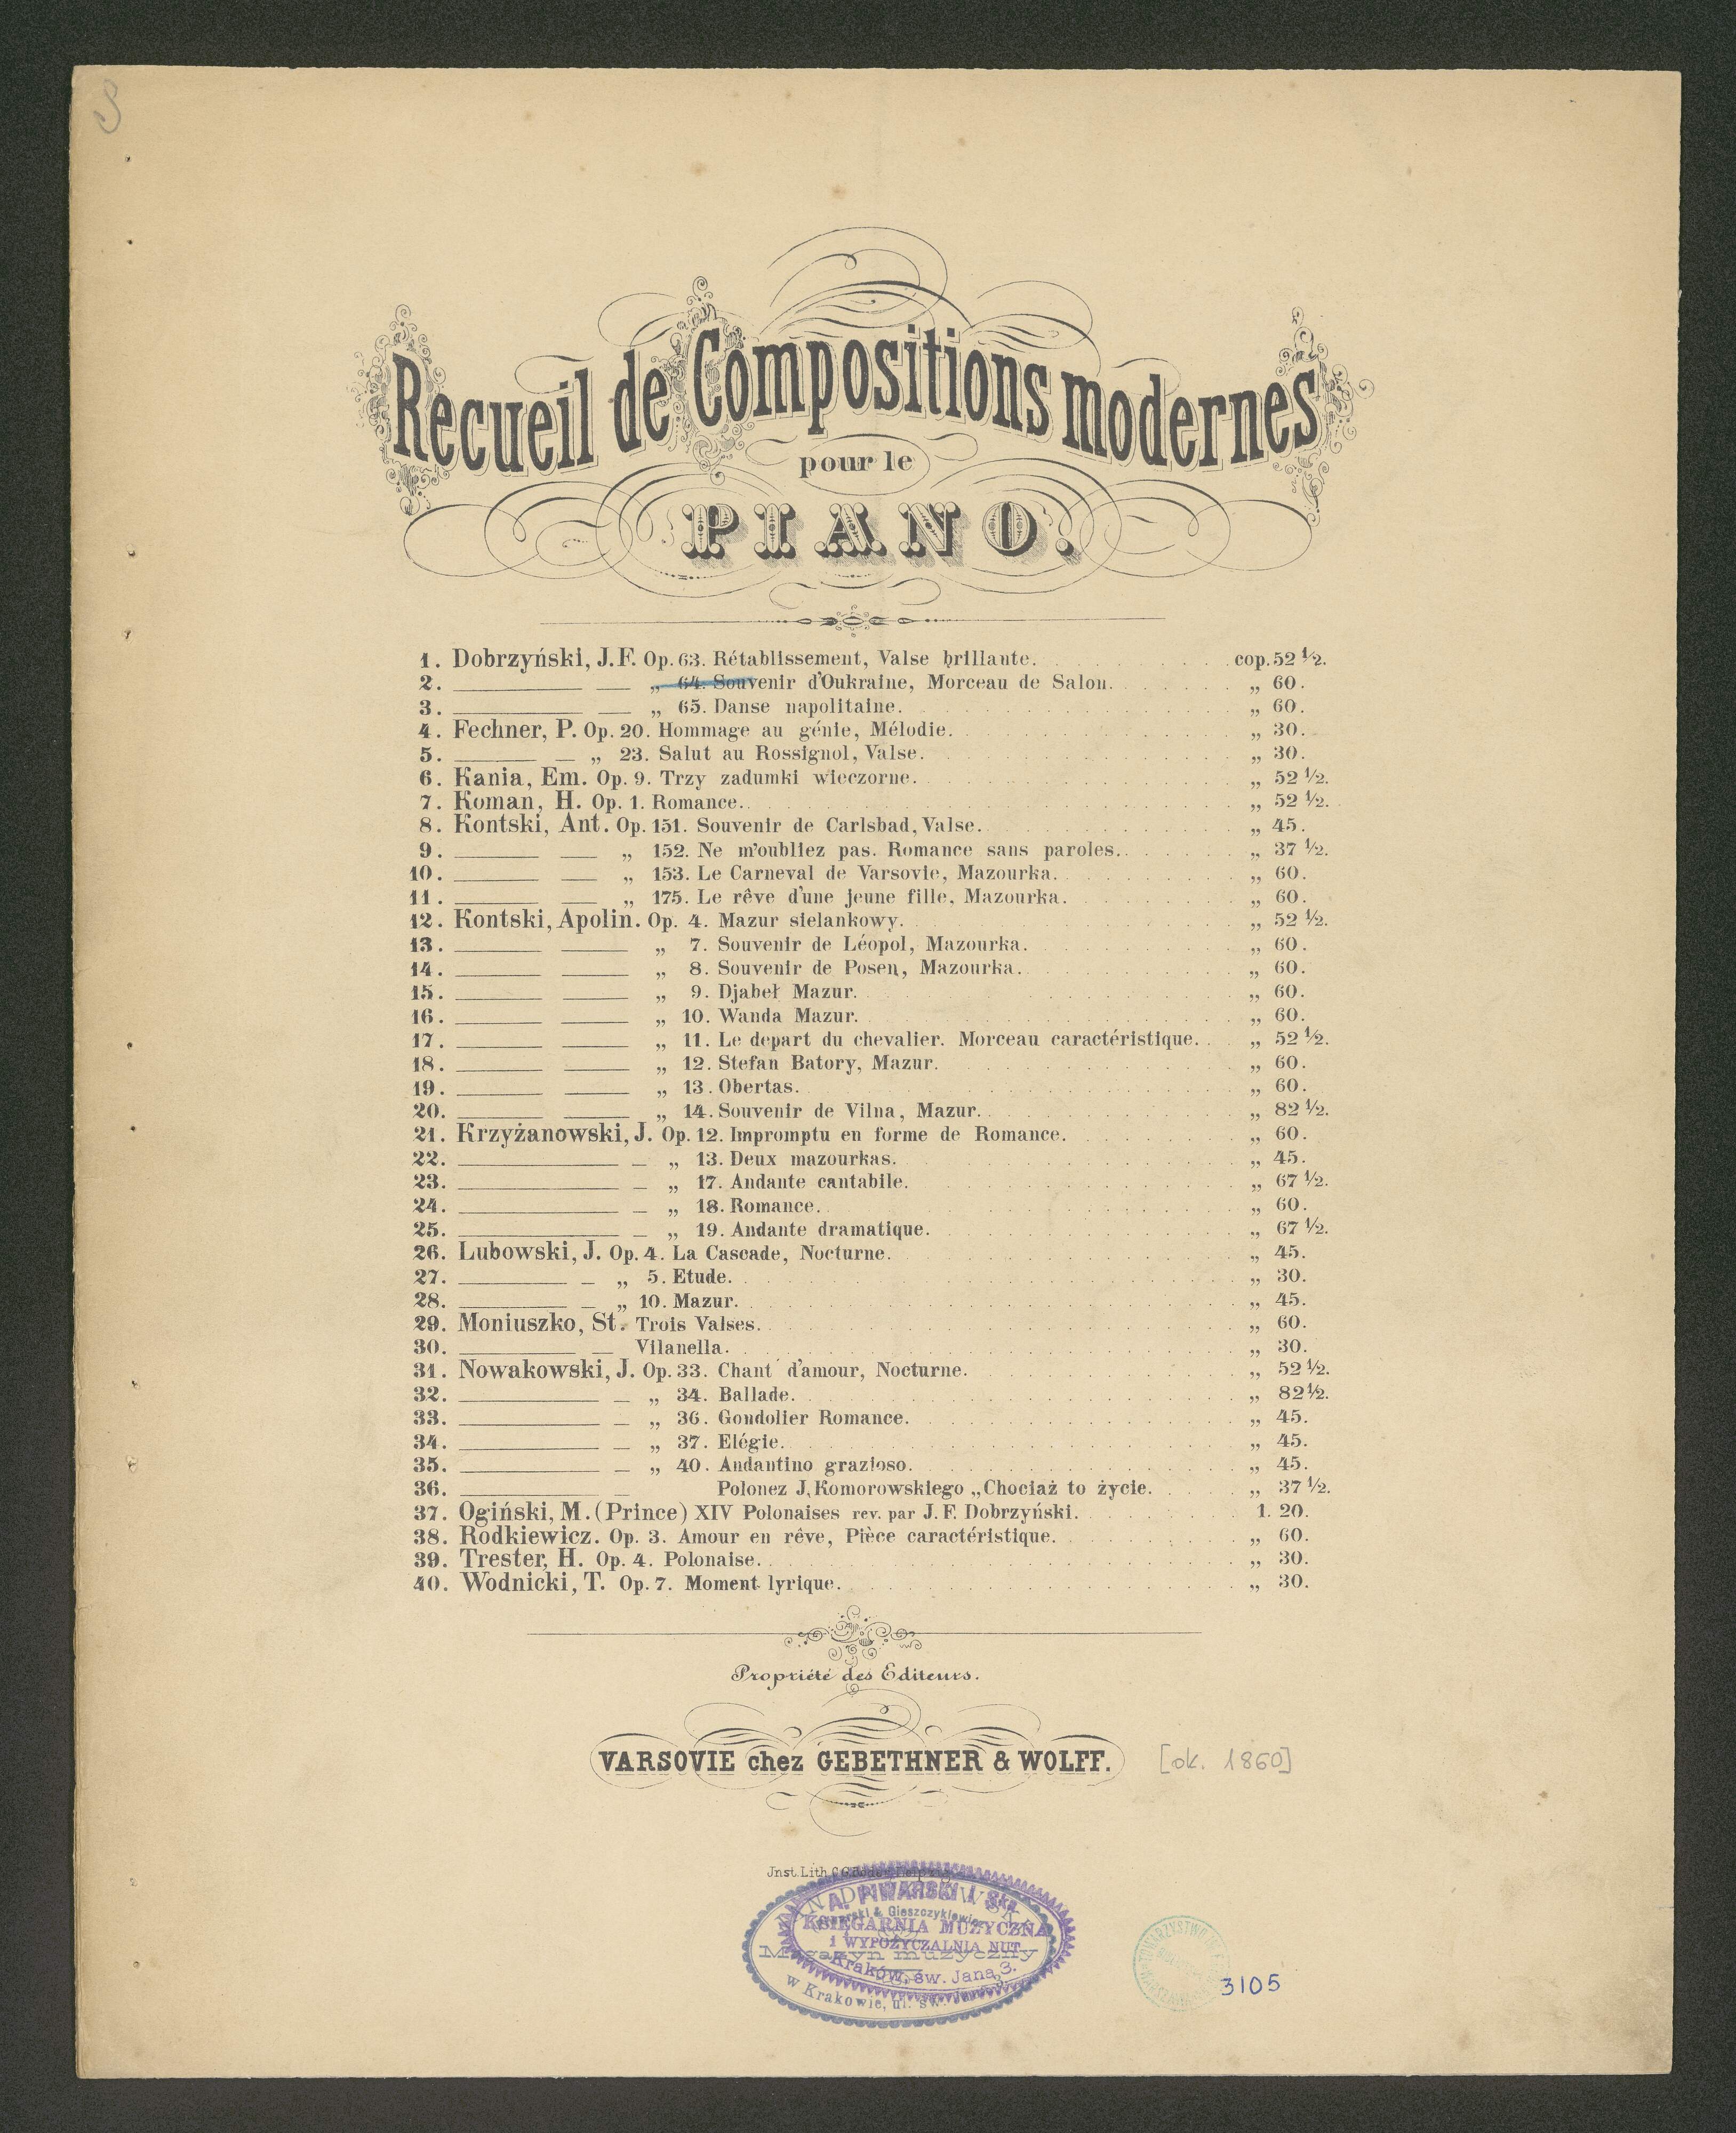 Recueil de Compositions modernes
pour le
PIANO.
1. Dobrzyński, J.F. Op. 63. Rétablissement, Valse brillante. cop. 52 ½.
2. „ 64. Souvenir d'Oukraine, Morceau de Salon. „ 60.
3. „ 65. Danse napolitaine. „ 60.
4. Fechner, P. Op. 20. Hommage au génie, Mélodie. „ 30.
5. „ 23. Salut au Rossignol, Valse. „ 30.
6. Kania, Em. Op. 9. Trzy zadumki wieczorne. „ 52 ½.
7. Koman, H. Op. 1. Romance. „ 52 ½.
8. Kontski, Ant. Op. 151. Souvenir de Carlsbad, Valse. „ 45.
9. „ 152. Ne m'oubliez pas. Romance sans paroles. „ 37 ½.
10. „ 153. Le Carneval de Varsovie, Mazourka. „ 60.
11. „ 175. Le rêve d'une jeune fille, Mazourka. „ 60.
12. Kontski, Apolin. Op. 4. Mazur sielankowy. „ 52 ½.
13. „ 7. Souvenir de Léopol, Mazourka. „ 60.
14. „ 8. Souvenir de Posen, Mazourka. „ 60.
15. „ 9. Djabeł Mazur. „ 60.
16. „ 10. Wanda Mazur. „ 60.
17. „ 11. Le depart du chevalier. Morceau caractéristique. „ 52 ½.
18. „ 12. Stefan Batory, Mazur. „ 60.
19. „ 13. Obertas. „ 60.
20. „ 14. Souvenir de Vilna, Mazur. „ 82 ½.
21. Krzyżanowski, J. Op. 12. Impromptu en forme de Romance. „ 60.
22. „ 13. Deux mazourkas. „ 45.
23. „ 17. Andante cantabile. „ 67 ½.
24. „ 18. Romance. „ 60.
25. „ 19. Andante dramatique. „ 67 ½.
26. Lubowski, J. Op. 4. La Cascade, Nocturne. „ 45.
27. „ 5. Etude. „ 30.
28. „ 10. Mazur. „ 45.
29. Moniuszko, St. Trois Valses. „ 60.
30. Vilanella. „ 30.
31. Nowakowski, J. Op. 33. Chant d'amour, Nocturne. „ 52 ½.
32. „ 34. Ballade. „ 82 ½.
33. „ 36. Gondolier Romance. „ 45.
34. „ 37. Elégie. „ 45.
35. „ 40. Andantino grazioso. „ 45.
36. Polonez J. Komorowskiego „Chociaż to życie. „ 37 ½.
37. Ogiński, M. (Prince) XIV Polonaises rev. par J. F. Dobrzyński. 1. 20.
38. Rodkiewicz. Op. 3. Amour en rêve, Pièce caractéristique. „ 60.
39. Trester, H. Op. 4. Polonaise. „ 30.
40. Wodnicki, T. Op. 7. Moment lyrique. „ 30.
Propriété des Editeurs.
VARSOVIE chez GEBETHNER & WOLFF. [ok. 1860]
Jnst. Lith.
A. PIWARSKI I Ska
& Gieszczykiewicz
KSIĘGARNIA MUZYCZNA
i WYPOŻYCZALNIA NUT
Magazyn muzyczny
Kraków, św. Jana 3.
w Krakowie, ul. św.
3105